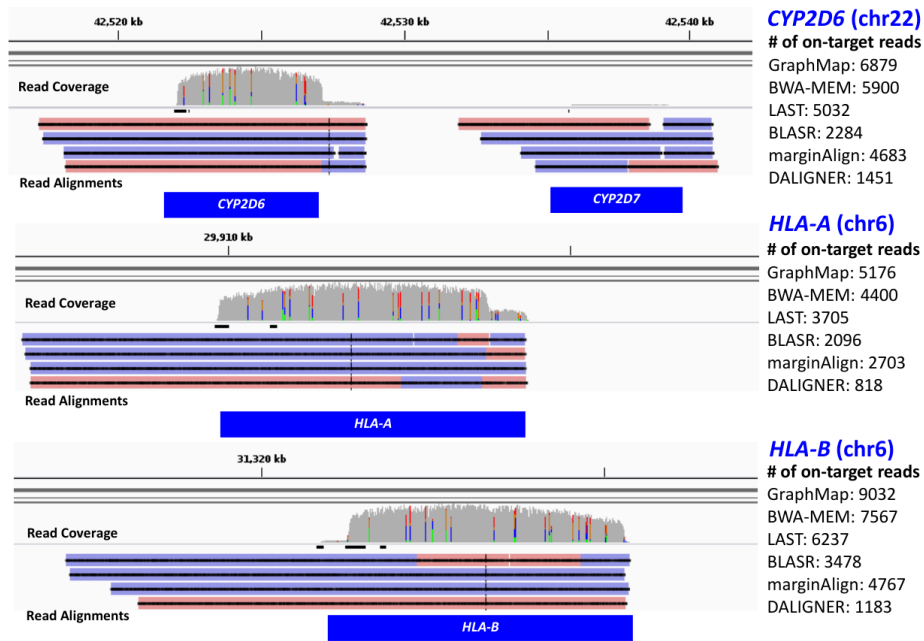 42,520 kb 42,530 kb 42,540 kb
Read Coverage
Read Alignments
CYP2D6 CYP2D7
CYP2D6 (chr22)
# of on-target reads
GraphMap: 6879
BWA-MEM: 5900
LAST: 5032
BLASR: 2284
marginAlign: 4683
DALIGNER: 1451
29,910 kb
Read Coverage
Read Alignments
HLA-A
HLA-A (chr6)
# of on-target reads
GraphMap: 5176
BWA-MEM: 4400
LAST: 3705
BLASR: 2096
marginAlign: 2703
DALIGNER: 818
31,320 kb
Read Coverage
Read Alignments
HLA-B
HLA-B (chr6)
# of on-target reads
GraphMap: 9032
BWA-MEM: 7567
LAST: 6237
BLASR: 3478
marginAlign: 4767
DALIGNER: 1183